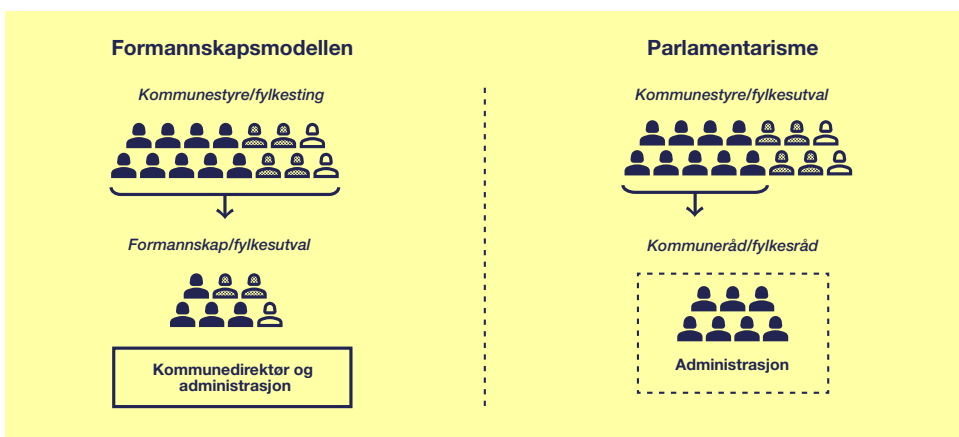 Formannskapsmodellen
Kommunestyre/fylkesting
Formannskap/fylkesutval
Kommunedirektør og
administrasjon
Parlamentarisme
Kommunestyre/fylkesutval
Kommuneråd/fylkesråd
Administrasjon